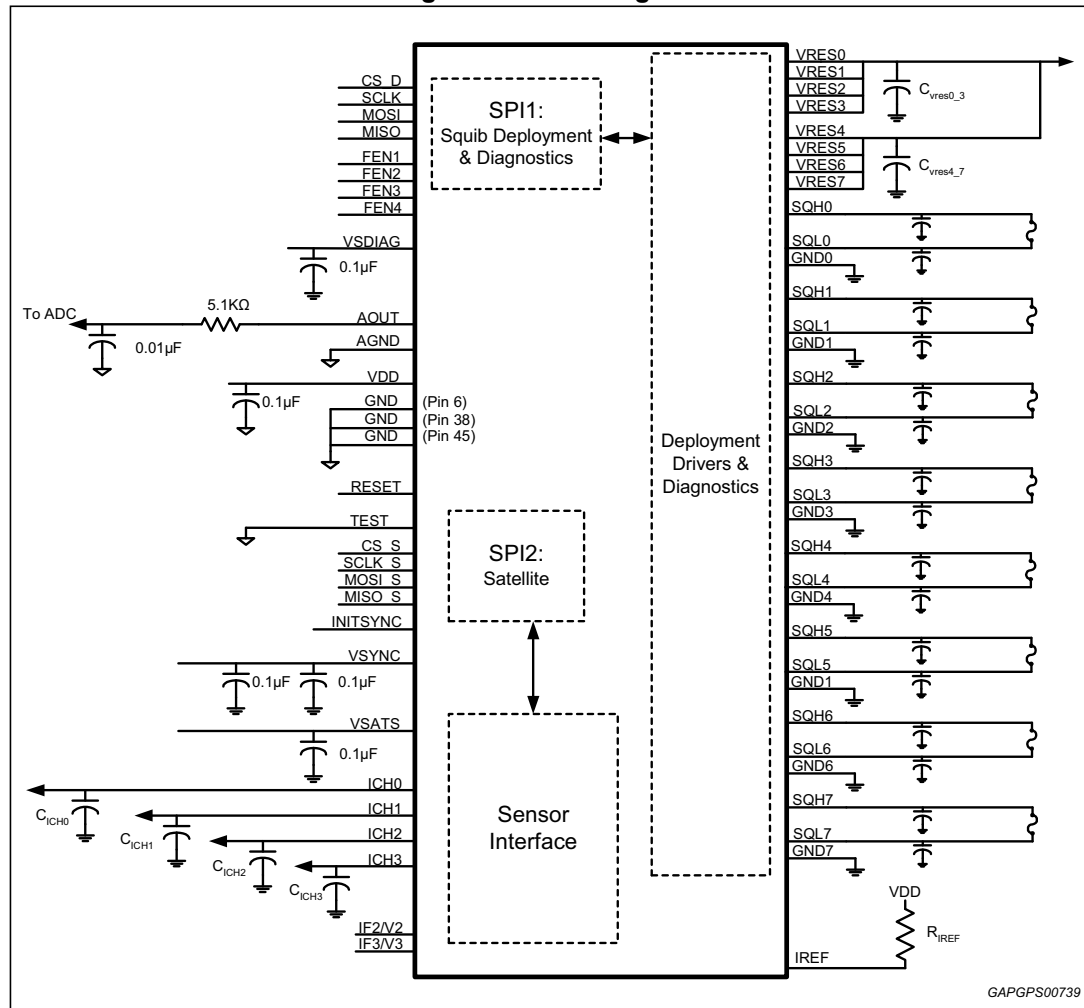 CS_D
SCLK
MOSI
MISO
FEN1
FEN2
FEN3
FEN4
VSDIAG
0.1µF
To ADC
5.1KΩ
AOUT
0.01µF
AGND
VDD
0.1µF
GND (Pin 6)
GND (Pin 38)
GND (Pin 45)
RESET
TEST
CS_S
SCLK_S
MOSI_S
MISO_S
INITSYNC
VSYNC
0.1µF
0.1µF
VSATS
0.1µF
ICH0
CICH0
ICH1
CICH1
ICH2
CICH2
ICH3
CICH3
IF2/V2
IF3/V3
SPI1:
Squib Deployment
& Diagnostics
SPI2:
Satellite
Sensor
Interface
Deployment
Drivers &
Diagnostics
VRES0
VRES1
VRES2
VRES3
Cvres0_3
VRES4
VRES5
VRES6
VRES7
Cvres4_7
SQH0
SQL0
GND0
SQH1
SQL1
GND1
SQH2
SQL2
GND2
SQH3
SQL3
GND3
SQH4
SQL4
GND4
SQH5
SQL5
GND1
SQH6
SQL6
GND6
SQH7
SQL7
GND7
VDD
RIREF
IREF
GAPGPS00739